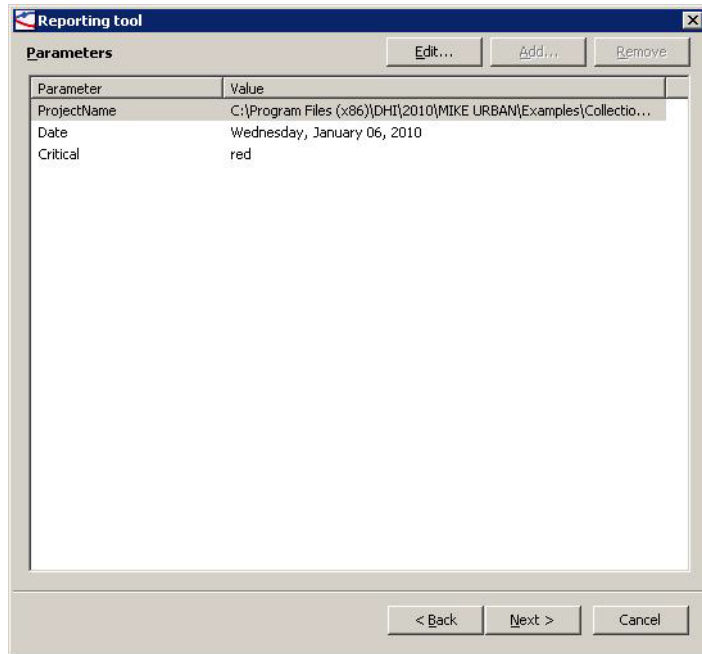 Reporting tool
Parameters Edit... Add... Remove
Parameter Value
ProjectName C:\Program Files (x86)\DHI\2010\MIKE URBAN\Examples\Collectio...
Date Wednesday, January 06, 2010
Critical red
< Back Next > Cancel